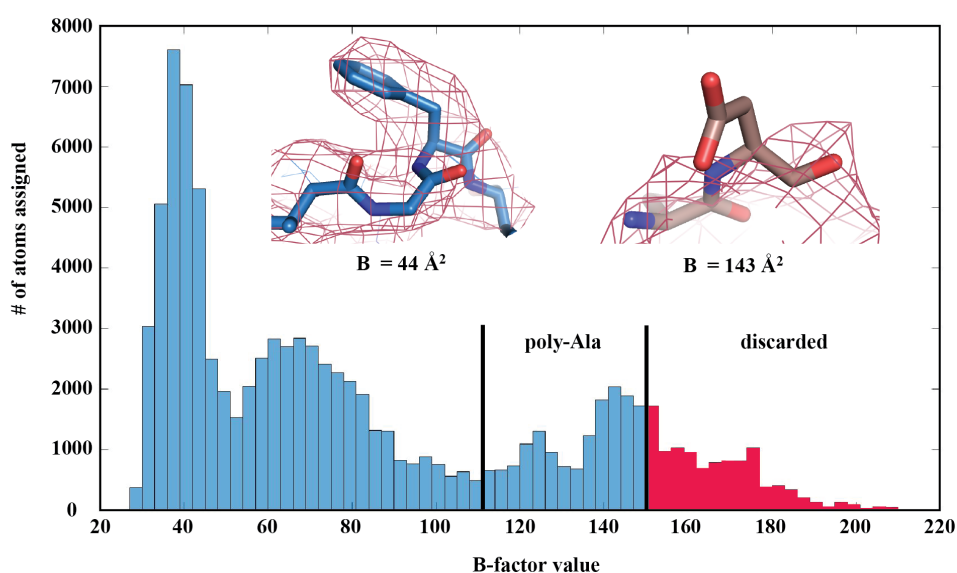 8000
7000
6000
5000
4000
3000
2000
1000
0
# of atoms assigned
B = 44 Å²
B = 143 Å²
poly-Ala
discarded
20 40 60 80 100 120 140 160 180 200 220
B-factor value